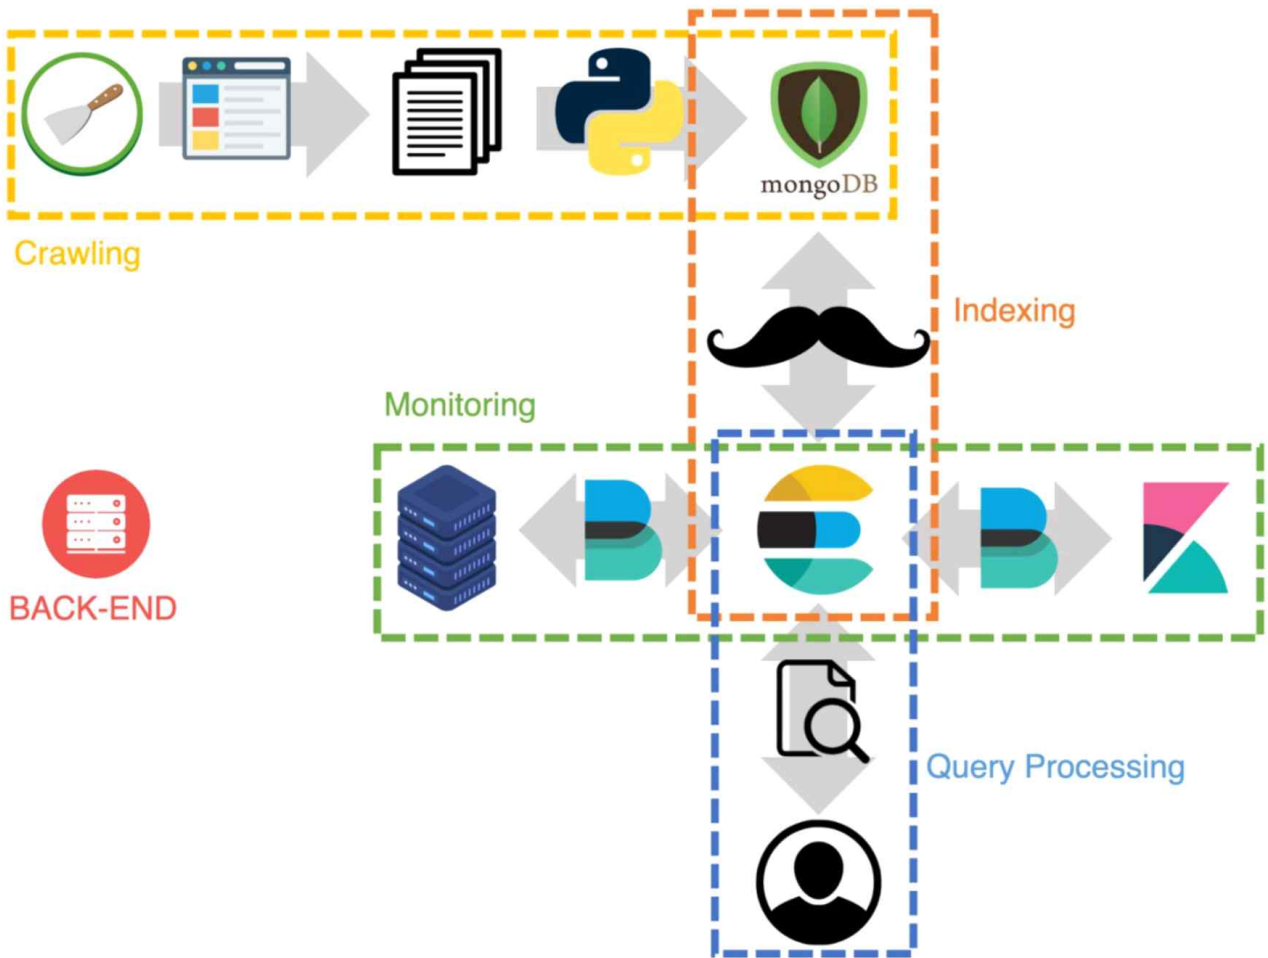 mongoDB
Crawling
Indexing
Monitoring
BACK-END
Query Processing